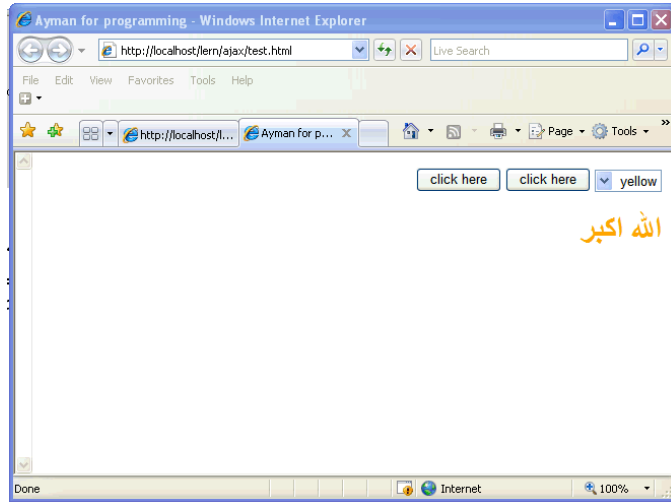 Ayman for programming - Windows Internet Explorer
http://localhost/lern/ajax/test.html Live Search
File Edit View Favorites Tools Help
http://localhost/l... Ayman for p... X Page Tools »
click here click here yellow
الله اكبر
Done Internet 100%